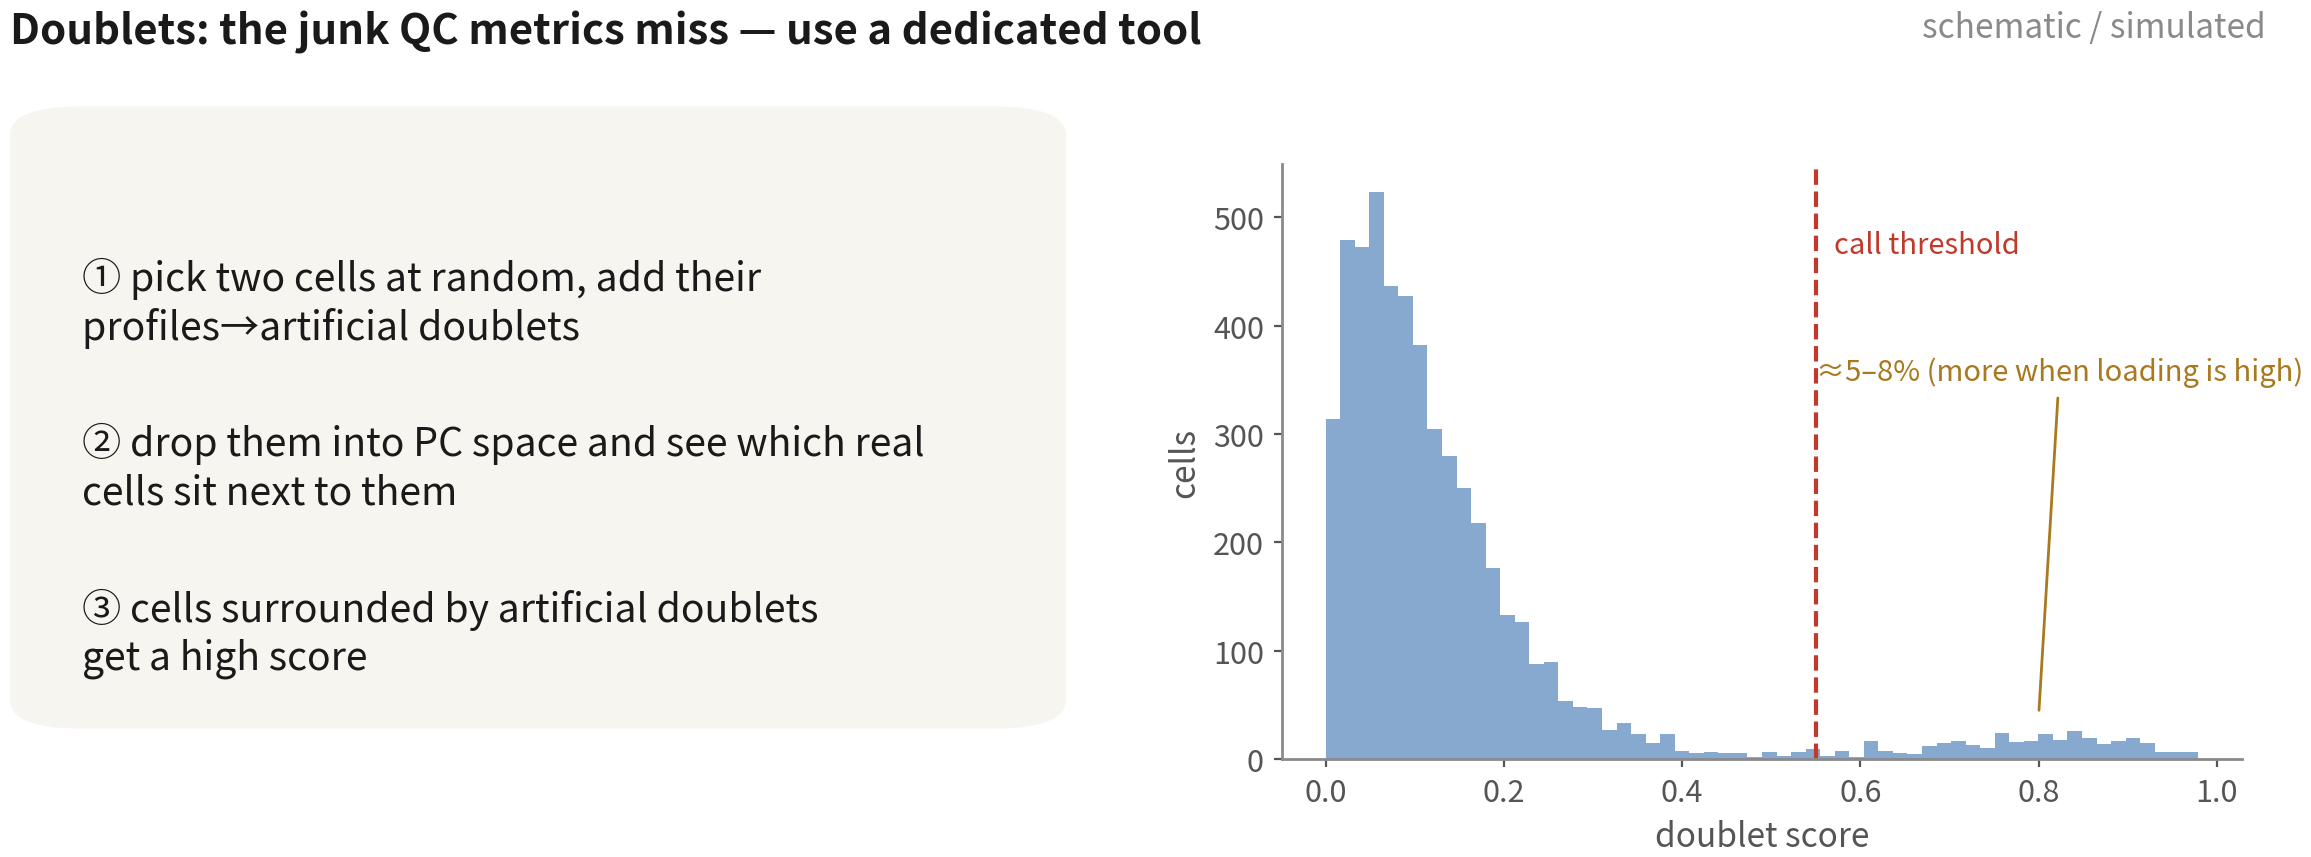 Doublets: the junk QC metrics miss — use a dedicated tool
schematic / simulated
① pick two cells at random, add their
profiles→artificial doublets
② drop them into PC space and see which real
cells sit next to them
③ cells surrounded by artificial doublets
get a high score
call threshold
≈5–8% (more when loading is high)
cells
500
400
300
200
100
0
0.0 0.2 0.4 0.6 0.8 1.0
doublet score